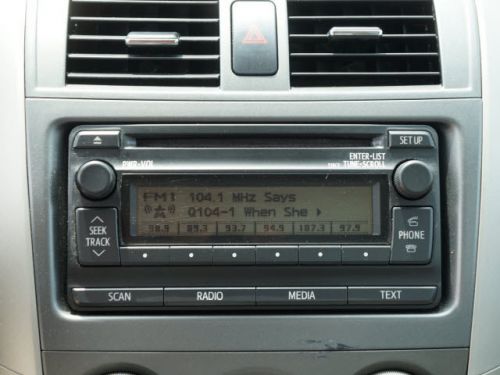 SET UP
PWR·VOL
ENTER·LIST
TUNE·SCROLL
FM1 104.1 MHz Says
Q104-1 When She
98.9 89.3 93.7 94.9 107.3 97.9
SEEK
TRACK
PHONE
SCAN RADIO MEDIA TEXT